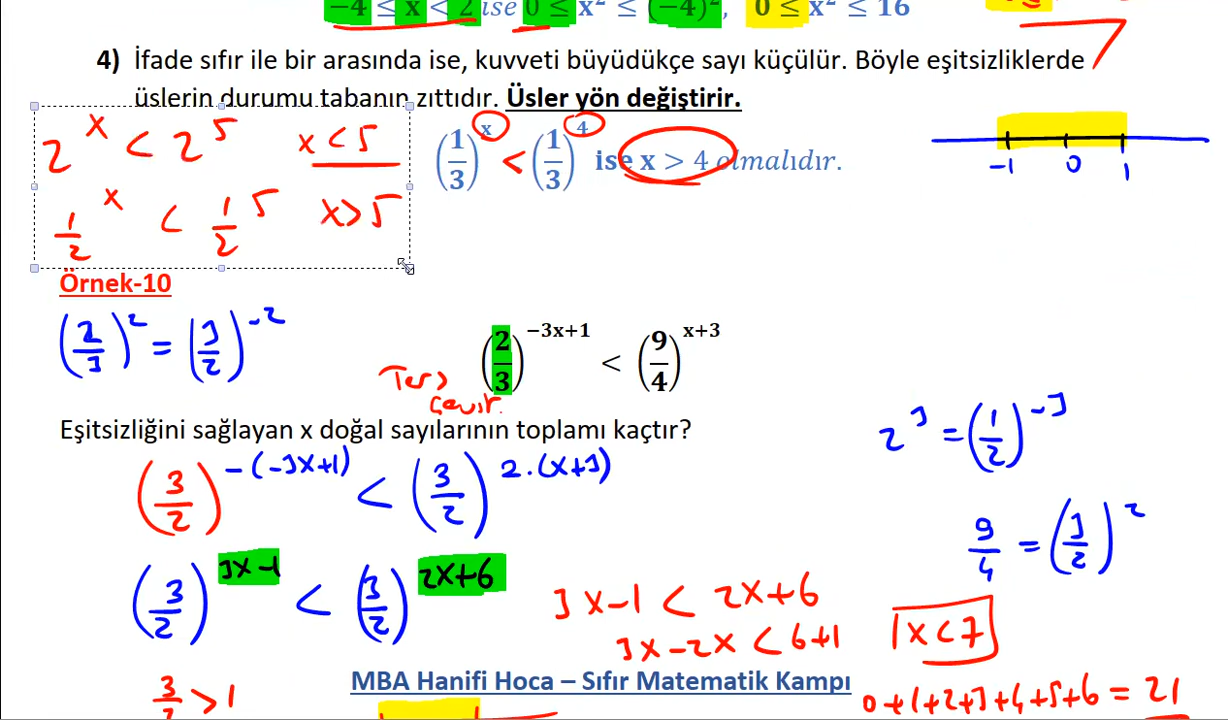 −4 ≤ x < 2 ise 0 ≤ x² ≤ (−4)², 0 ≤ x² ≤ 16
4) İfade sıfır ile bir arasında ise, kuvveti büyüdükçe sayı küçülür. Böyle eşitsizliklerde
üslerin durumu tabanın zıttıdır. Üsler yön değiştirir.
2^x < 2^5 x < 5
(1/3)^x < (1/3)^4 ise x > 4 olmalıdır.
-1 0 1
1/2^x < 1/2^5 x > 5
Örnek-10
(2/3)^2 = (3/2)^-2
(2/3)^−3x+1 < (9/4)^x+3
Ters
Çevir.
Eşitsizliğini sağlayan x doğal sayılarının toplamı kaçtır?
2^3 = (1/2)^-3
(3/2)^-(-3x+1) < (3/2)^2.(x+3)
9/4 = (3/2)^2
(3/2)^3x-1 < (3/2)^2x+6
3x-1 < 2x+6
3x-2x < 6+1
1x < 7
MBA Hanifi Hoca – Sıfır Matematik Kampı
3/2 > 1
0+1+2+3+4+5+6 = 21